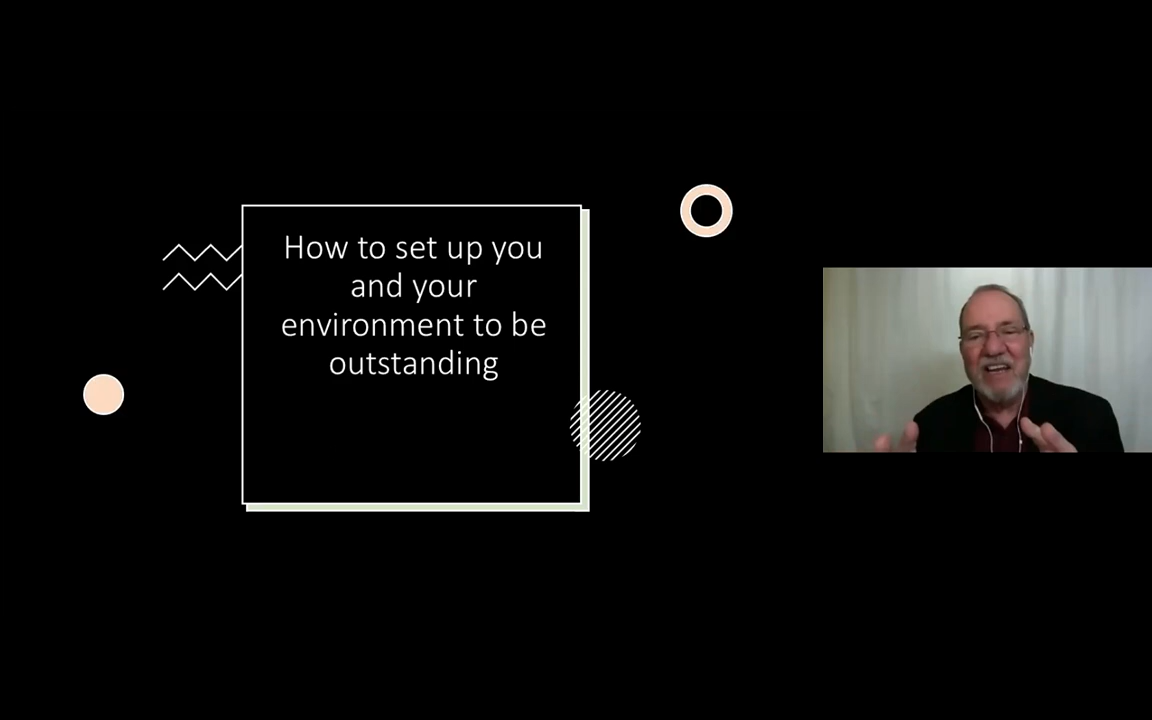 How to set up you
and your
environment to be
outstanding